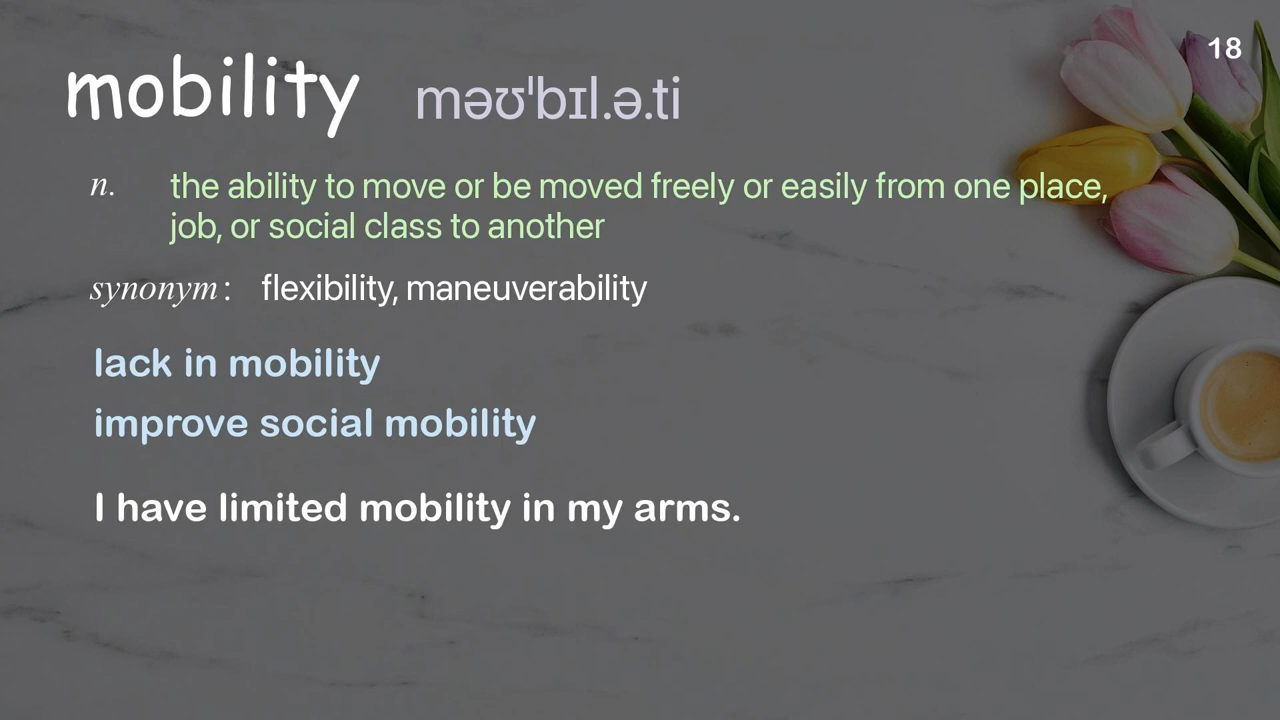 18
mobility məʊˈbɪl.ə.ti
n. the ability to move or be moved freely or easily from one place,
job, or social class to another
synonym: flexibility, maneuverability
lack in mobility
improve social mobility
I have limited mobility in my arms.